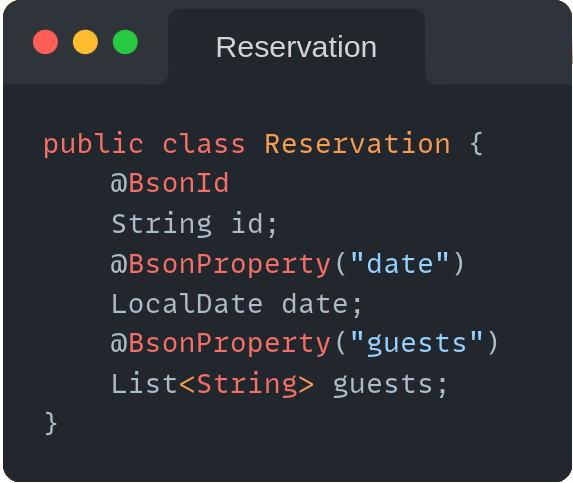 Reservation
public class Reservation {
    @BsonId
    String id;
    @BsonProperty("date")
    LocalDate date;
    @BsonProperty("guests")
    List<String> guests;
}